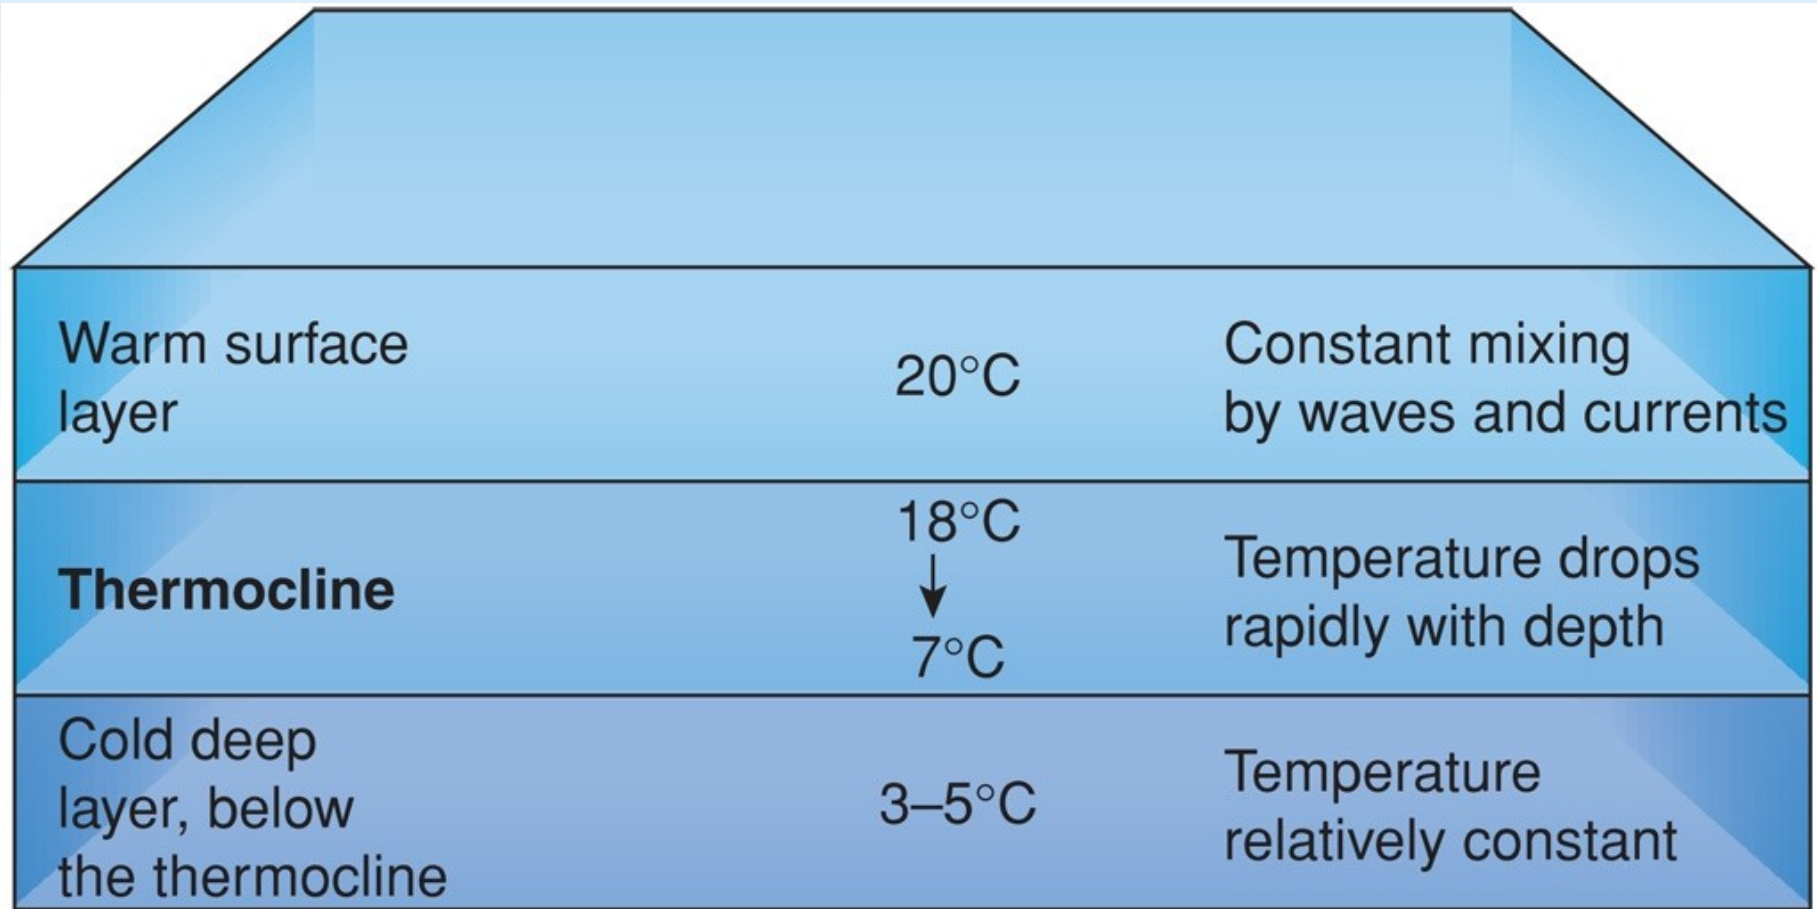 Warm surface
layer
20°C
Constant mixing
by waves and currents
Thermocline
18°C
7°C
Temperature drops
rapidly with depth
Cold deep
layer, below
the thermocline
3–5°C
Temperature
relatively constant